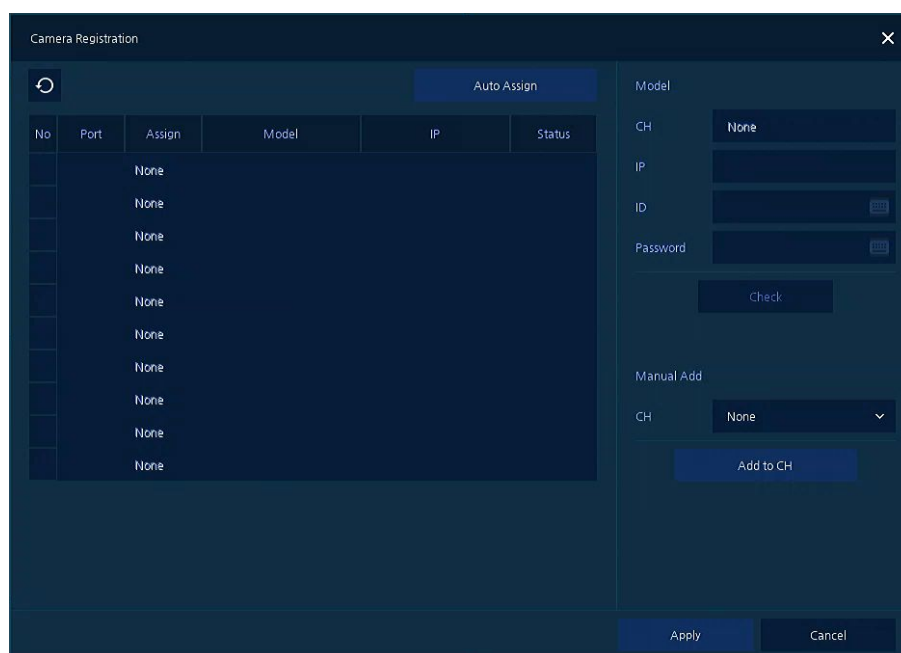 Camera Registration
Auto Assign
No Port Assign Model IP Status
None
None
None
None
None
None
None
None
None
None
Model
CH None
IP
ID
Password
Check
Manual Add
CH None
Add to CH
Apply Cancel